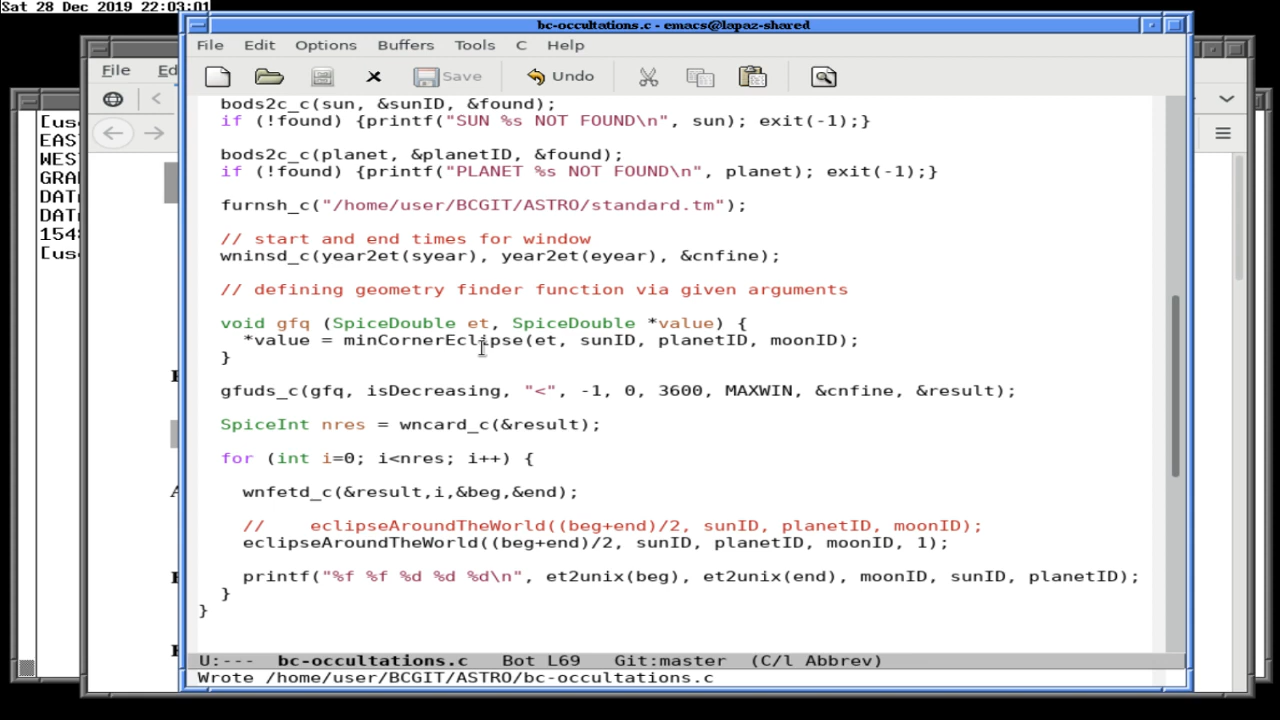 Sat 28 Dec 2019 22:03:01
bc-occultations.c - emacs@lapaz-shared
File Edit Options Buffers Tools C Help
Save Undo
bods2c_c(sun, &sunID, &found);
if (!found) {printf("SUN %s NOT FOUND\n", sun); exit(-1);}
bods2c_c(planet, &planetID, &found);
if (!found) {printf("PLANET %s NOT FOUND\n", planet); exit(-1);}
furnsh_c("/home/user/BCGIT/ASTRO/standard.tm");
// start and end times for window
wninsd_c(year2et(syear), year2et(eyear), &cnfine);
// defining geometry finder function via given arguments
void gfq (SpiceDouble et, SpiceDouble *value) {
*value = minCornerEclipse(et, sunID, planetID, moonID);
}
gfuds_c(gfq, isDecreasing, "<", -1, 0, 3600, MAXWIN, &cnfine, &result);
SpiceInt nres = wncard_c(&result);
for (int i=0; i<nres; i++) {
wnfetd_c(&result,i,&beg,&end);
//    eclipseAroundTheWorld((beg+end)/2, sunID, planetID, moonID);
eclipseAroundTheWorld((beg+end)/2, sunID, planetID, moonID, 1);
printf("%f %f %d %d %d\n", et2unix(beg), et2unix(end), moonID, sunID, planetID);
}
}
U:--- bc-occultations.c Bot L69 Git:master (C/l Abbrev)
Wrote /home/user/BCGIT/ASTRO/bc-occultations.c
File